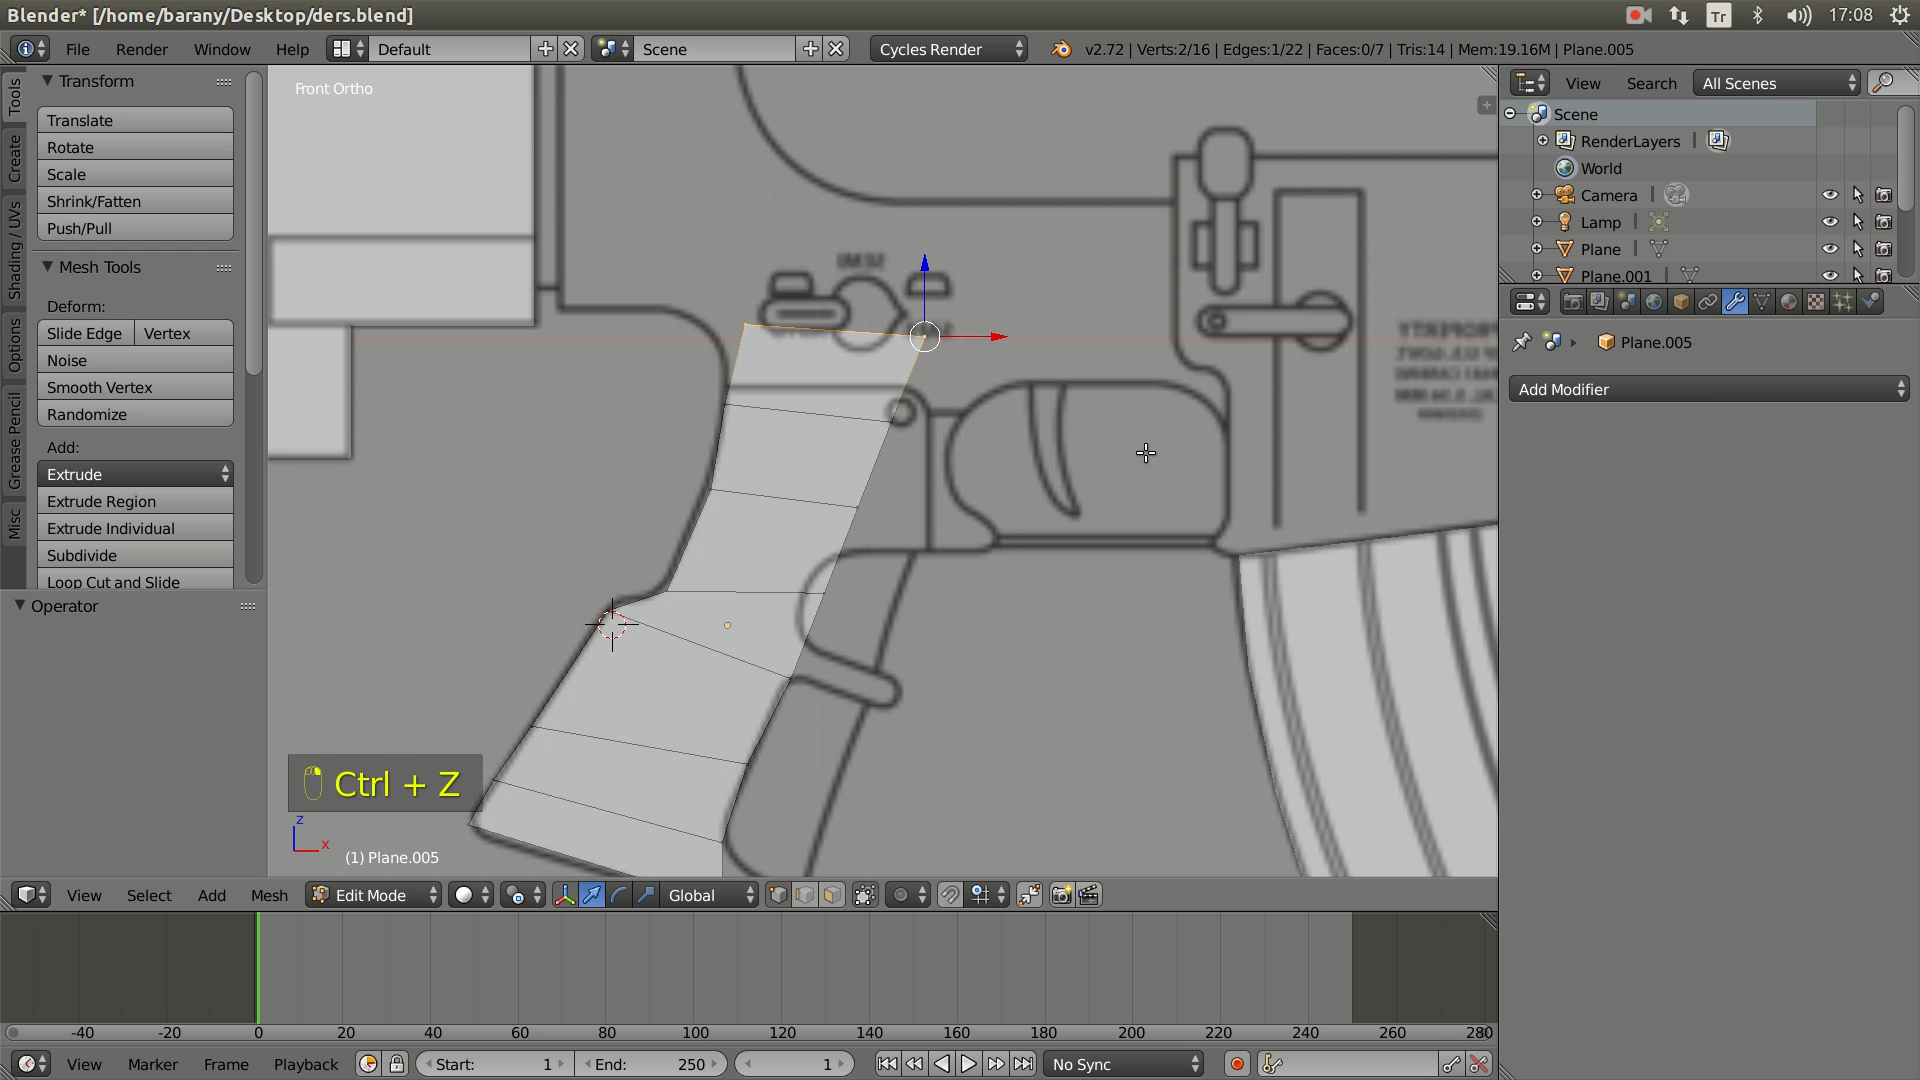 Blender* [/home/barany/Desktop/ders.blend]
Tr
17:08
File Render Window Help
Default
Scene
Cycles Render
v2.72 | Verts:2/16 | Edges:1/22 | Faces:0/7 | Tris:14 | Mem:19.16M | Plane.005
Tools
Create
Shading / UVs
Options
Grease Pencil
Misc
Transform
Translate
Rotate
Scale
Shrink/Fatten
Push/Pull
Mesh Tools
Deform:
Slide Edge Vertex
Noise
Smooth Vertex
Randomize
Add:
Extrude
Extrude Region
Extrude Individual
Subdivide
Loop Cut and Slide
Operator
Front Ortho
SEMI
PROPERTY
Ctrl + Z
z
x
(1) Plane.005
View Search All Scenes
Scene
RenderLayers
World
Camera
Lamp
Plane
Plane.001
Plane.005
Add Modifier
View Select Add Mesh
Edit Mode
Global
-40 -20 0 20 40 60 80 100 120 140 160 180 200 220 240 260 280
View Marker Frame Playback
Start: 1
End: 250
1
No Sync